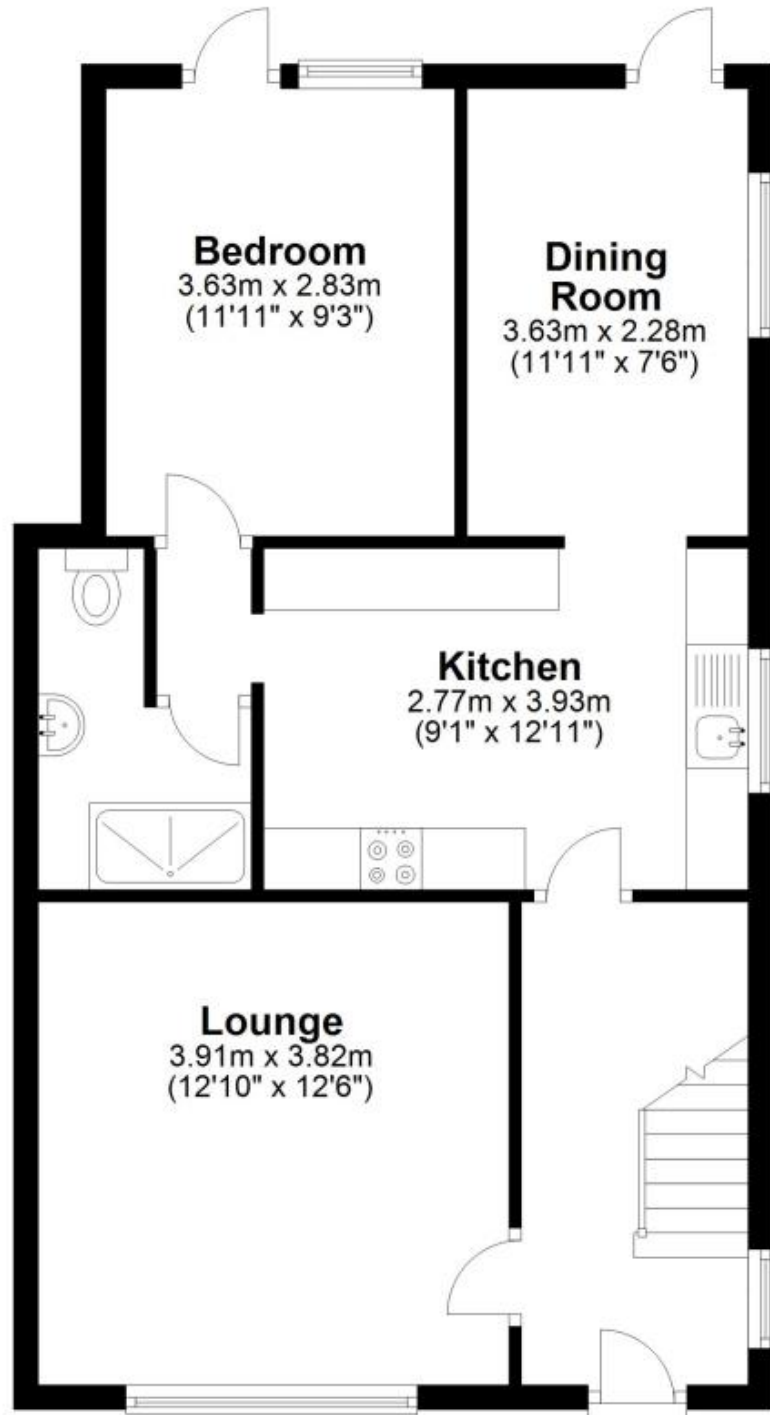 Bedroom
3.63m x 2.83m
(11'11" x 9'3")
Dining
Room
3.63m x 2.28m
(11'11" x 7'6")
Kitchen
2.77m x 3.93m
(9'1" x 12'11")
Lounge
3.91m x 3.82m
(12'10" x 12'6")